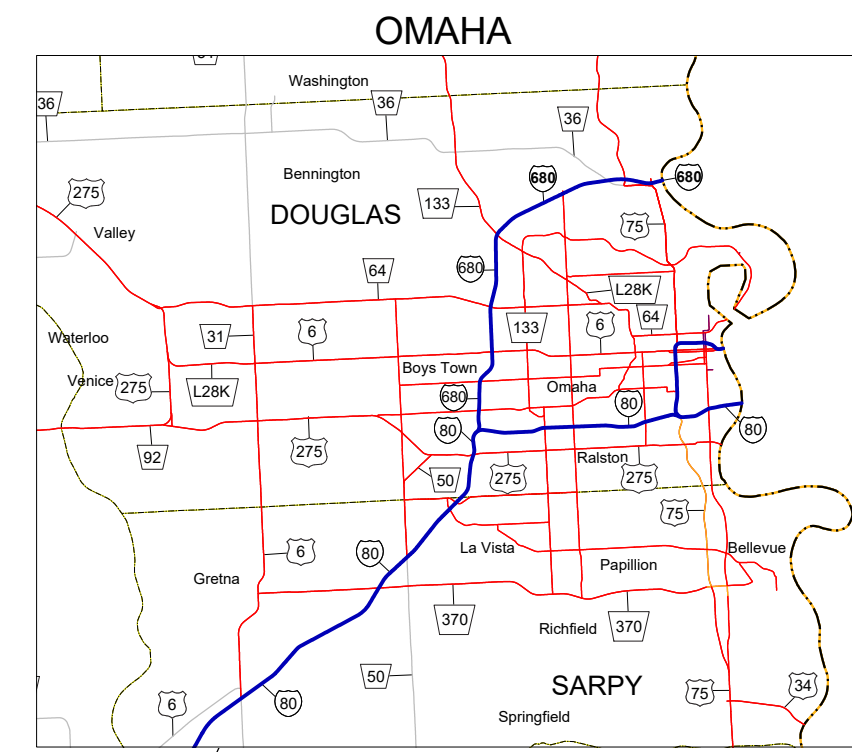 OMAHA
Washington
36
36
36
Bennington
680
680
275
133
DOUGLAS
75
Valley
64
680
L28K
64
Waterloo
31
6
133
6
Boys Town
Venice
275
L28K
680
Omaha
80
80
80
92
275
Ralston
50
275
275
75
6
80
La Vista
Bellevue
Gretna
Papillion
370
Richfield
370
50
SARPY
75
34
6
80
Springfield